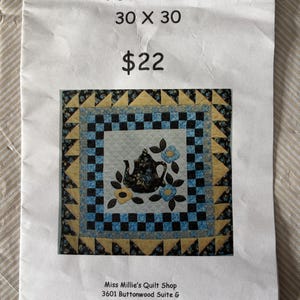 30 X 30
$22
Miss Millie's Quilt Shop
3601 Buttonwood Suite G